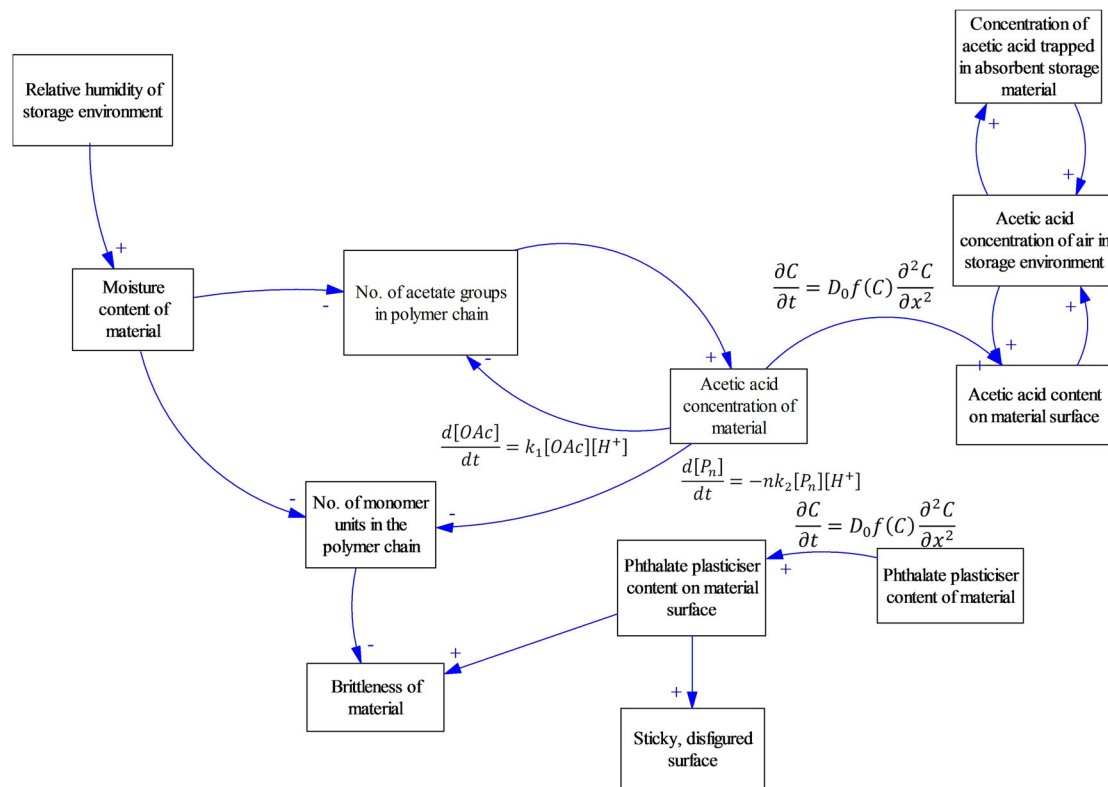 Concentration of
acetic acid trapped
in absorbent storage
material
Relative humidity of
storage environment
+
+
+
Acetic acid
concentration of air in
storage environment
Moisture
content of
material
-
No. of acetate groups
in polymer chain
∂C/∂t = D₀f(C) ∂²C/∂x²
+
+
+
+
-
Acetic acid
concentration of
material
Acetic acid content
on material surface
d[OAc]/dt = k₁[OAc][H⁺]
d[Pₙ]/dt = −nk₂[Pₙ][H⁺]
-
No. of monomer
units in the
polymer chain
-
∂C/∂t = D₀f(C) ∂²C/∂x²
Phthalate plasticiser
content on material
surface
+
Phthalate plasticiser
content of material
-
+
Brittleness of
material
+
Sticky, disfigured
surface